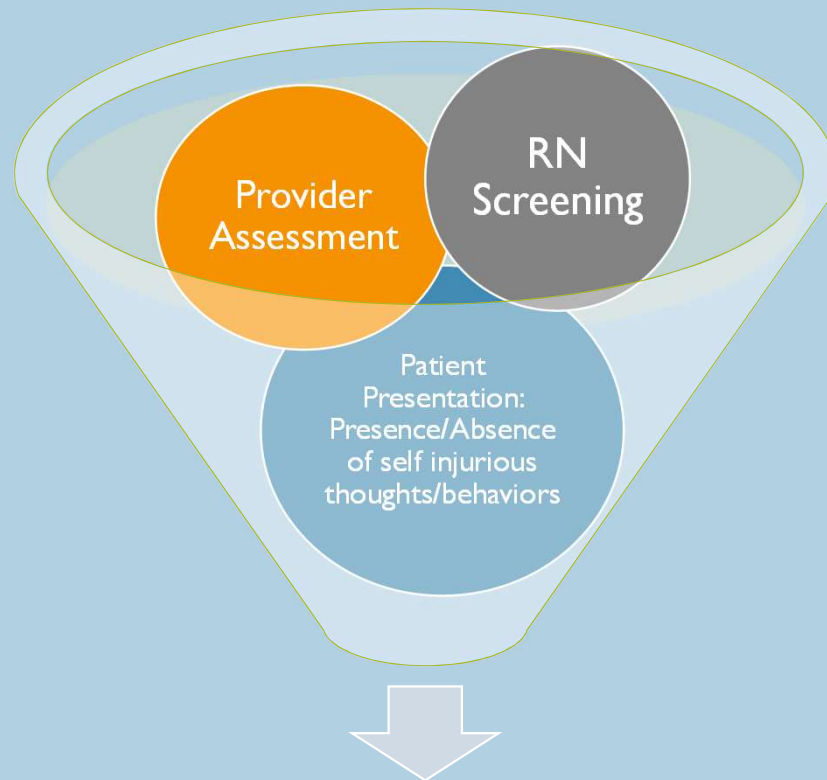 Provider
Assessment
RN
Screening
Patient
Presentation:
Presence/Absence
of self injurious
thoughts/behaviors